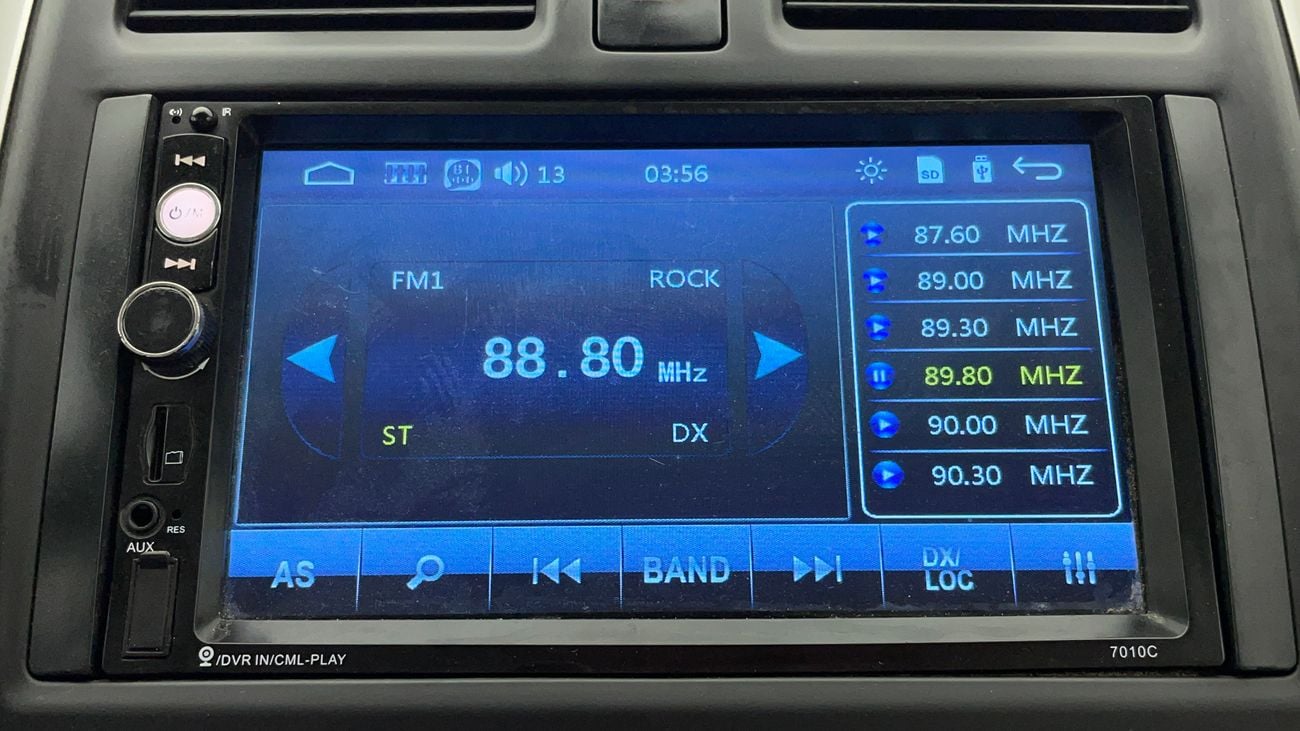 IR
13 03:56 SD
⏻/M
FM1 ROCK
88.80 MHz
ST DX
87.60 MHZ
89.00 MHZ
89.30 MHZ
89.80 MHZ
90.00 MHZ
90.30 MHZ
RES
AUX
AS BAND DX/
LOC
/DVR IN/CML-PLAY
7010C